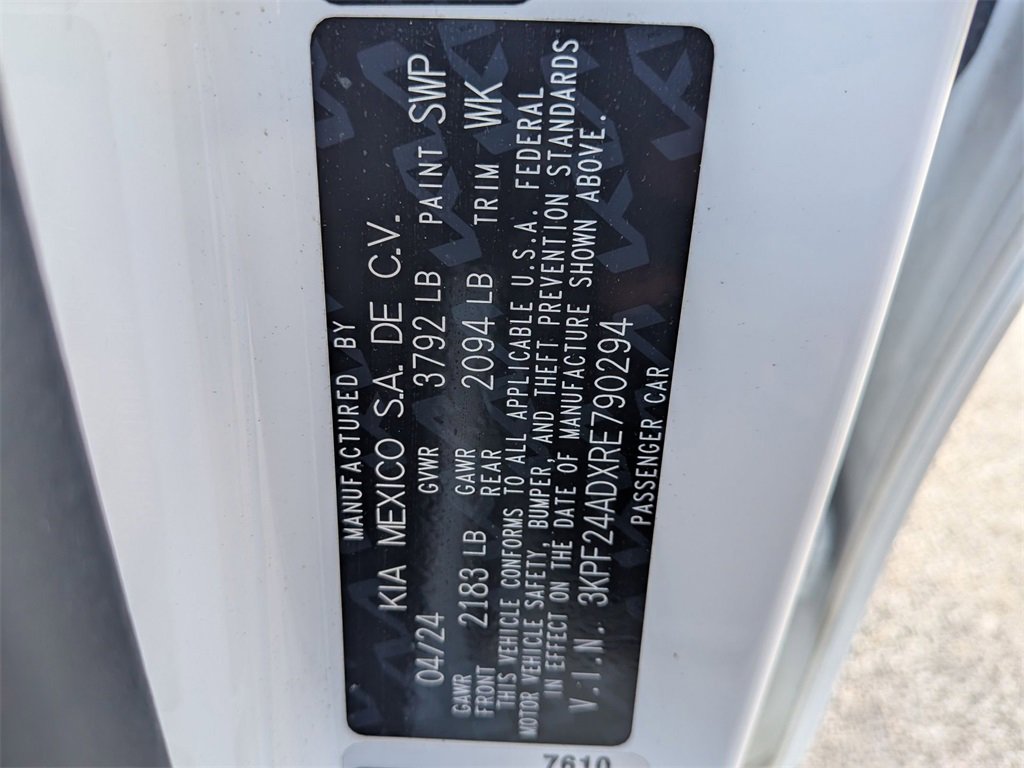 MANUFACTURED BY
KIA MEXICO S.A. DE C.V.
04/24 GVWR 3792 LB PAINT SWP
GAWR FRONT 2183 LB GAWR REAR 2094 LB TRIM WK
THIS VEHICLE CONFORMS TO ALL APPLICABLE U.S.A. FEDERAL
MOTOR VEHICLE SAFETY, BUMPER, AND THEFT PREVENTION STANDARDS
IN EFFECT ON THE DATE OF MANUFACTURE SHOWN ABOVE.
V.I.N. 3KPF24ADXRE790294
PASSENGER CAR
7610